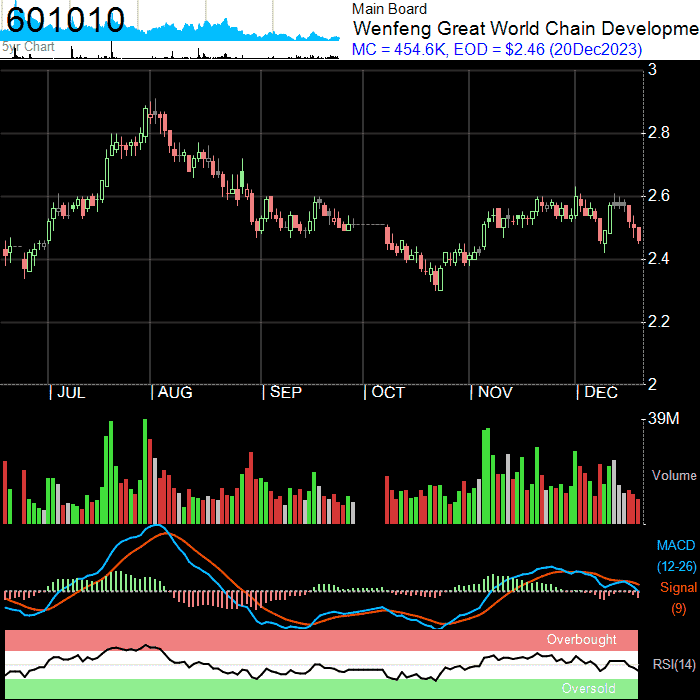 601010
5yr Chart
Main Board
Wenfeng Great World Chain Developme
MC = 454.6K, EOD = $2.46 (20Dec2023)
3
2.8
2.6
2.4
2.2
2
JUL
AUG
SEP
OCT
NOV
DEC
39M
Volume
MACD
(12-26)
Signal
(9)
Overbought
RSI(14)
Oversold